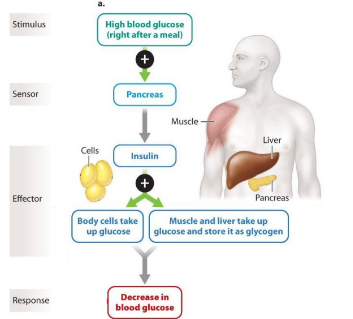 a.
Stimulus
High blood glucose
(right after a meal)
+
Sensor
Pancreas
Muscle
Liver
Cells
Insulin
+
Pancreas
Effector
Body cells take
up glucose
Muscle and liver take up
glucose and store it as glycogen
Response
Decrease in
blood glucose